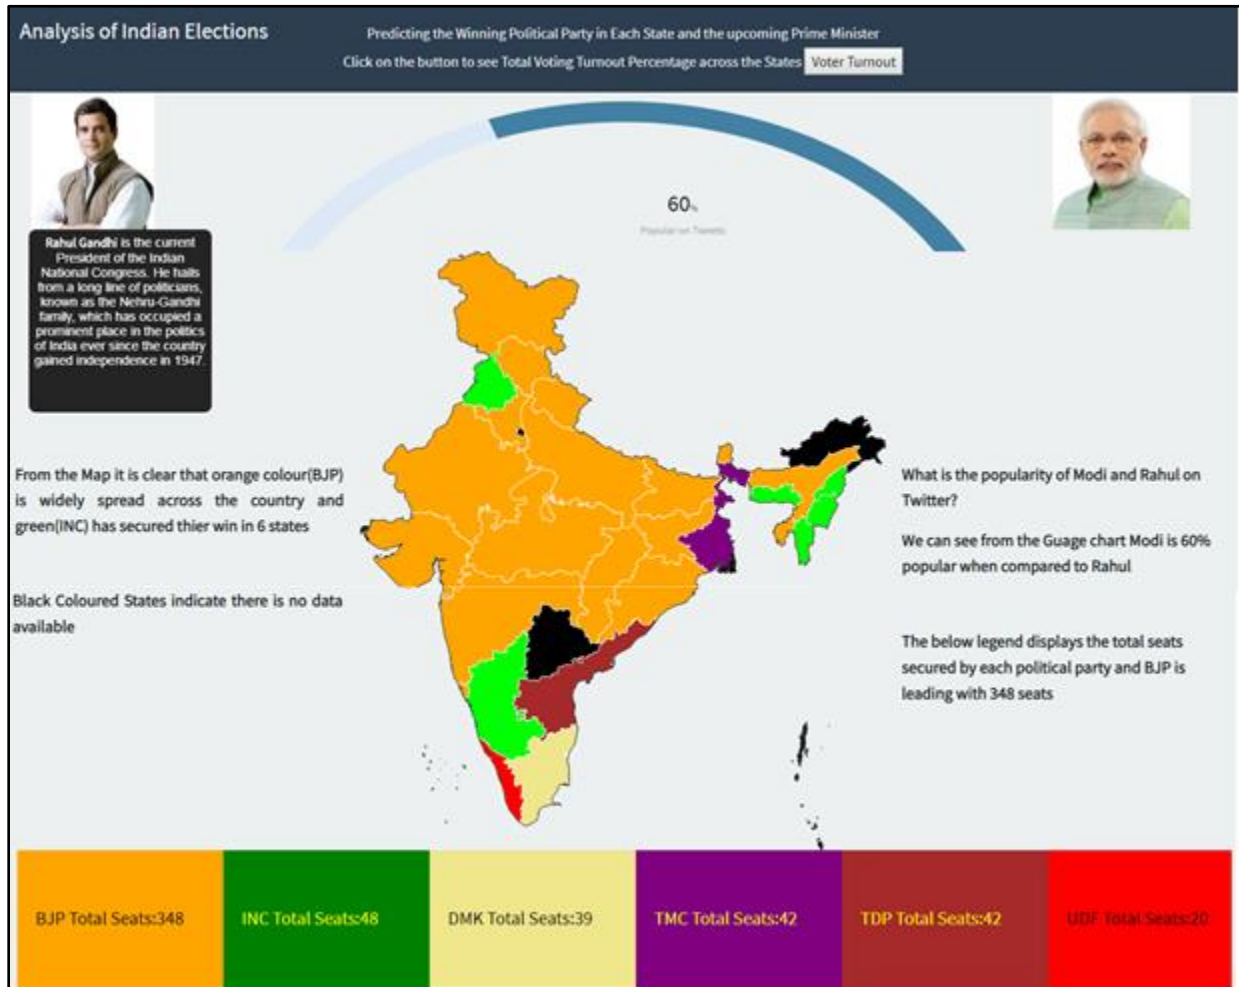 Analysis of Indian Elections
Predicting the Winning Political Party in Each State and the upcoming Prime Minister
Click on the button to see Total Voting Turnout Percentage across the States Voter Turnout
60%
Popular on Tweets
Rahul Gandhi is the current
President of the Indian
National Congress. He hails
from a long line of politicians,
known as the Nehru-Gandhi
family, which has occupied a
prominent place in the politics
of India ever since the country
gained independence in 1947.
From the Map it is clear that orange colour(BJP)
is widely spread across the country and
green(INC) has secured thier win in 6 states
Black Coloured States indicate there is no data
available
What is the popularity of Modi and Rahul on
Twitter?
We can see from the Guage chart Modi is 60%
popular when compared to Rahul
The below legend displays the total seats
secured by each political party and BJP is
leading with 348 seats
BJP Total Seats:348
INC Total Seats:48
DMK Total Seats:39
TMC Total Seats:42
TDP Total Seats:42
UDF Total Seats:20